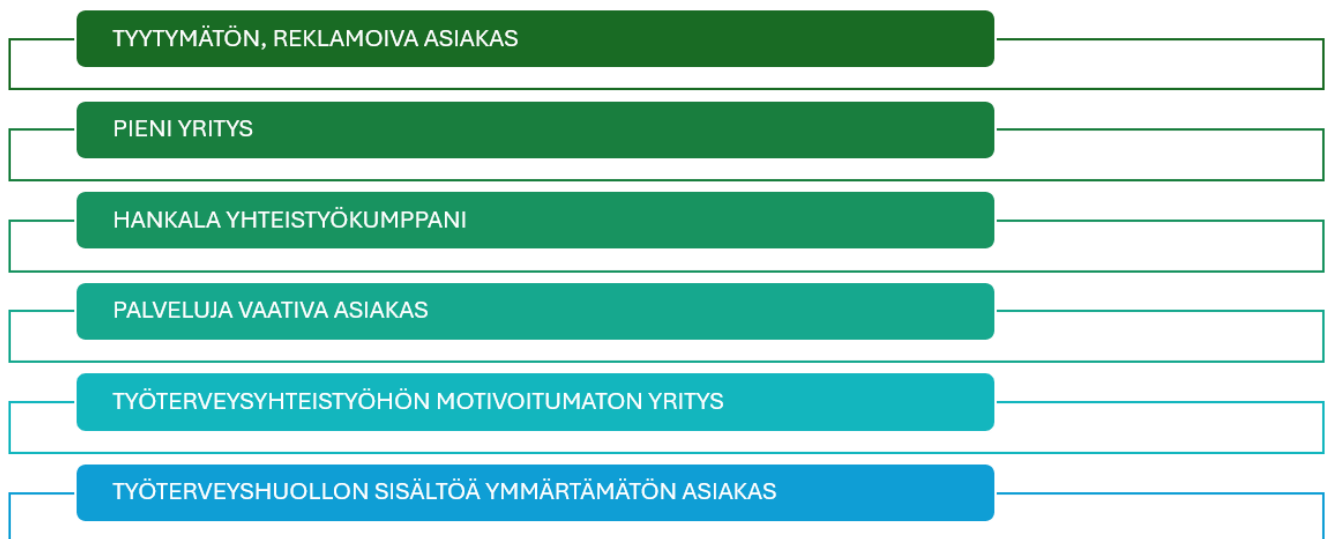 TYYTYMÄTÖN, REKLAMOIVA ASIAKAS
PIENI YRITYS
HANKALA YHTEISTYÖKUMPPANI
PALVELUJA VAATIVA ASIAKAS
TYÖTERVEYSYHTEISTYÖHÖN MOTIVOITUMATON YRITYS
TYÖTERVEYSHUOLLON SISÄLTÖÄ YMMÄRTÄMÄTÖN ASIAKAS